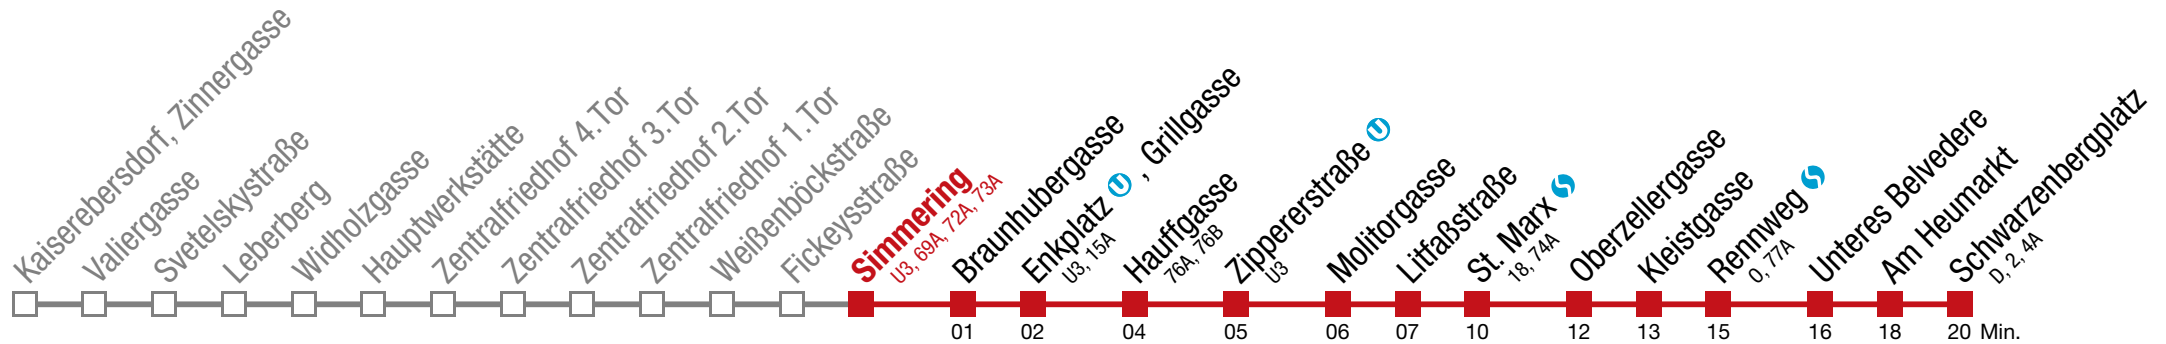 Kaiserebersdorf, Zinnergasse
Valiergasse
Svetelskystraße
Leberberg
Widholzgasse
Hauptwerkstätte
Zentralfriedhof 4.Tor
Zentralfriedhof 3.Tor
Zentralfriedhof 2.Tor
Zentralfriedhof 1.Tor
Weißenböckstraße
Fickeysstraße
Simmering
U3, 69A, 72A, 73A
Braunhubergasse
Enkplatz U , Grillgasse
U3, 15A
Hauffgasse
76A, 76B
Zippererstraße U
U3
Molitorgasse
Litfaßstraße
St. Marx S
18, 74A
Oberzellergasse
Kleistgasse
Rennweg S
O, 77A
Unteres Belvedere
Am Heumarkt
Schwarzenbergplatz
D, 2, 4A
01 02 04 05 06 07 10 12 13 15 16 18 20 Min.